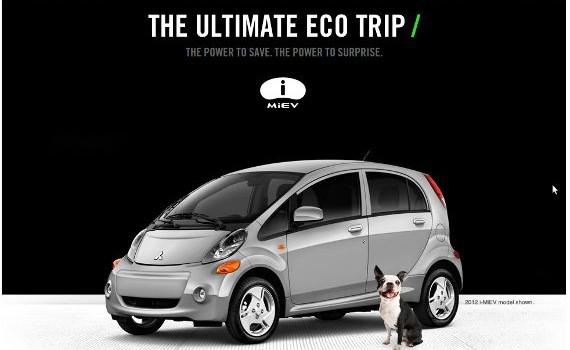 THE ULTIMATE ECO TRIP /
THE POWER TO SAVE. THE POWER TO SURPRISE.
i
MiEV
2012 i-MiEV model shown.